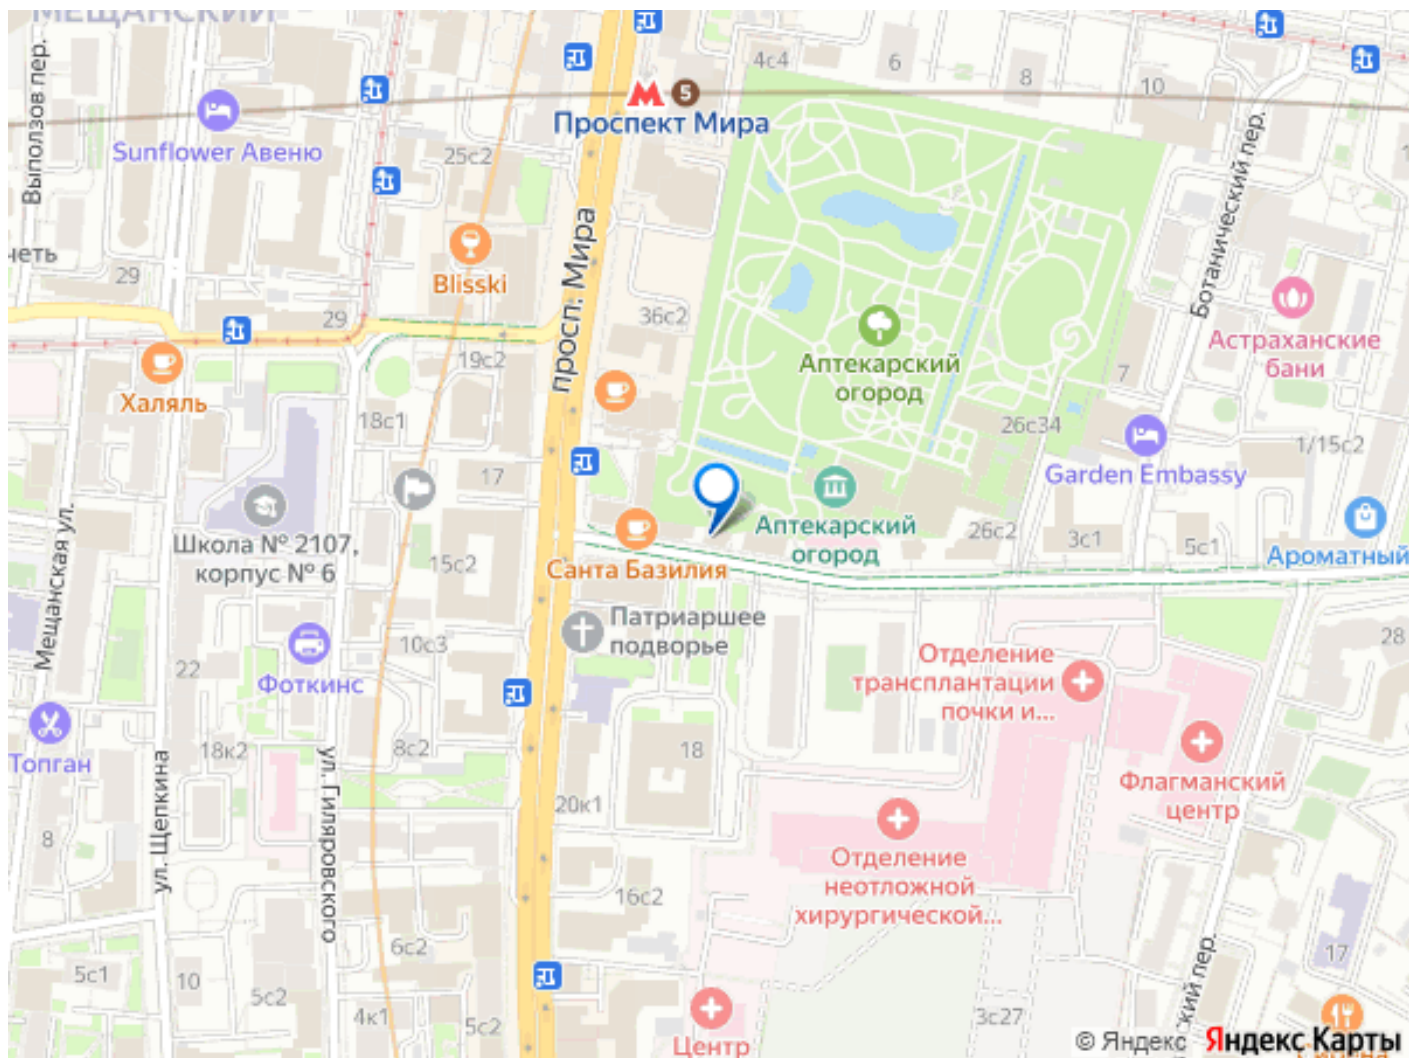 МЕЩАНСКИЙ
Выползов пер.
Sunflower Авеню
25с2
5
Проспект Мира
4с4
6
8
10
Ботанический пер.
четь
29
29
Blisski
просп. Мира
36с2
19с2
Халяль
18с1
17
Аптекарский
огород
7
Астраханские
бани
26с34
Garden Embassy
1/15с2
Мещанская ул.
Школа № 2107,
корпус № 6
15с2
Санта Базилия
Аптекарский
огород
26с2
3с1
5с1
Ароматный
10с3
Патриаршее
подворье
28
22
Фоткинс
Отделение
трансплантации
почки и...
Топган
18к2
8с2
18
ул. Щепкина
ул. Гиляровского
20к1
Флагманский
центр
8
Отделение
неотложной
хирургической...
16с2
6с2
17
5с1
10
5с2
4к1
5с2
Центр
3с27
ский пер.
© Яндекс Яндекс Карты